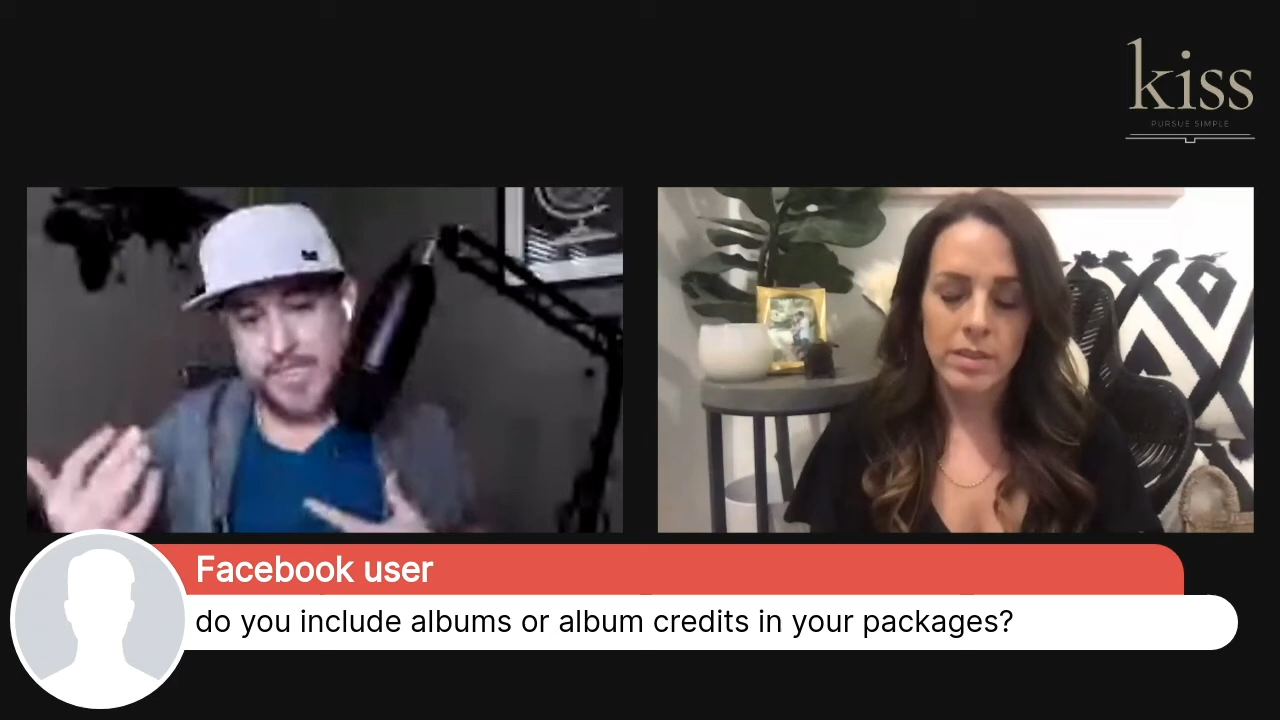 kiss
PURSUE SIMPLE
Facebook user
do you include albums or album credits in your packages?